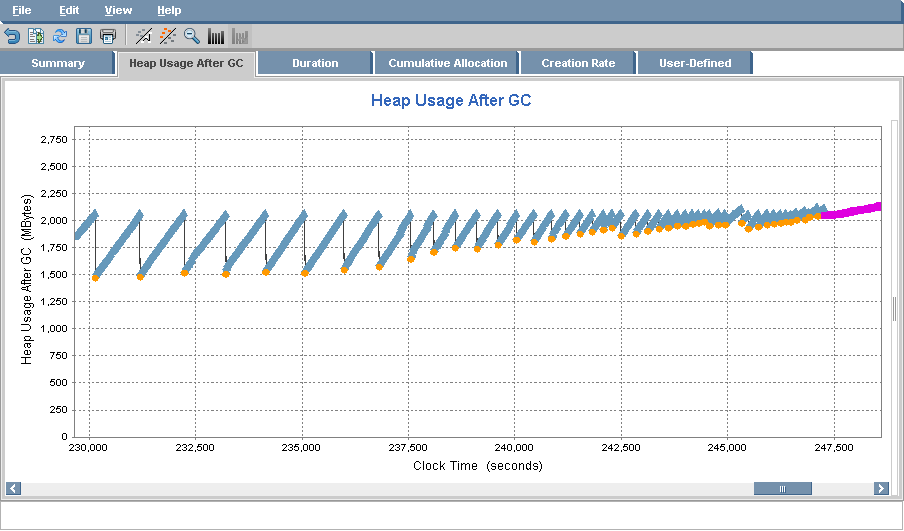 File Edit View Help
Summary Heap Usage After GC Duration Cumulative Allocation Creation Rate User-Defined
Heap Usage After GC
Heap Usage After GC (MBytes)
2,750
2,500
2,250
2,000
1,750
1,500
1,250
1,000
750
500
250
0
230,000 232,500 235,000 237,500 240,000 242,500 245,000 247,500
Clock Time (seconds)